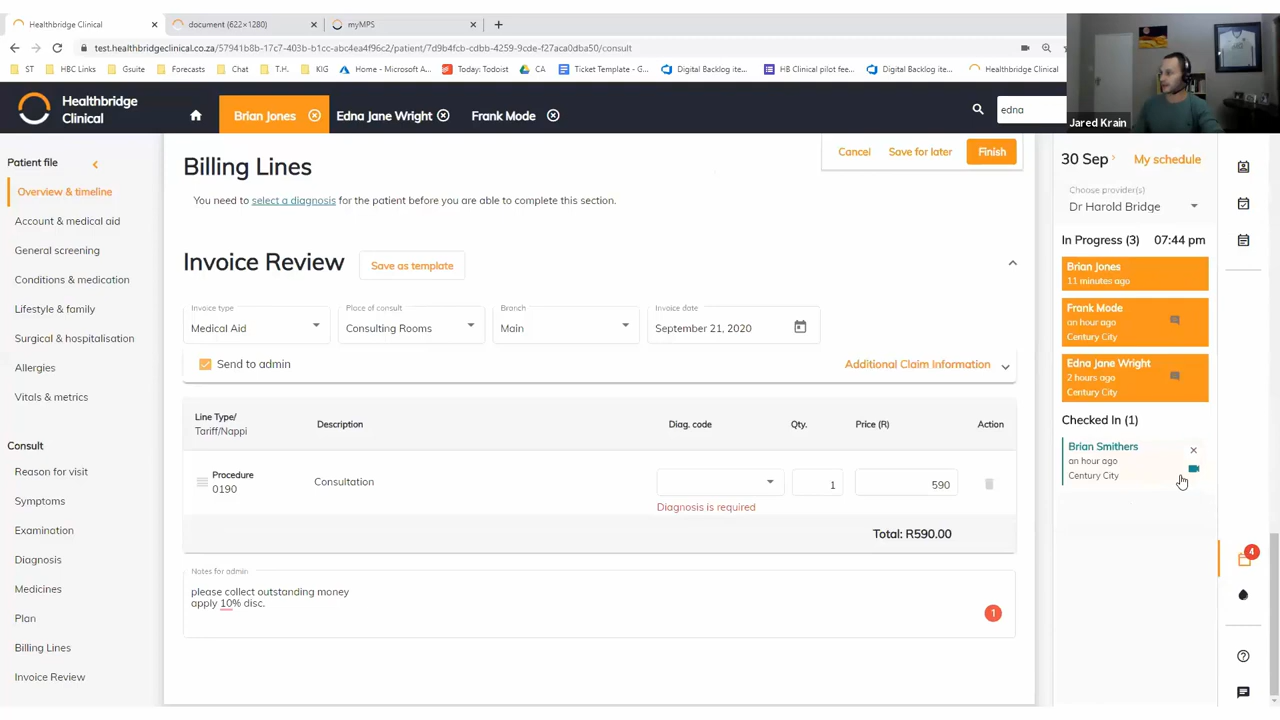 Healthbridge Clinical
document (622×1280)
myMPS
test.healthbridgeclinical.co.za/57941b8b-17c7-403b-b1cc-abc4ea4f96c2/patient/7d9b4fcb-cdbb-4259-9cde-f27aca0dba50/consult
ST
HBC Links
Gsuite
Forecasts
Chat
T.H.
KIG
Home - Microsoft A...
Today: Todoist
CA
Ticket Template - G...
Digital Backlog ite...
HB Clinical pilot fee...
Digital Backlog ite...
Healthbridge Clinical
Jared Krain
Healthbridge
Clinical
Brian Jones
Edna Jane Wright
Frank Mode
edna
Patient file
Overview & timeline
Account & medical aid
General screening
Conditions & medication
Lifestyle & family
Surgical & hospitalisation
Allergies
Vitals & metrics
Consult
Reason for visit
Symptoms
Examination
Diagnosis
Medicines
Plan
Billing Lines
Invoice Review
Cancel
Save for later
Finish
Billing Lines
You need to select a diagnosis for the patient before you are able to complete this section.
Invoice Review
Save as template
Invoice type
Medical Aid
Place of consult
Consulting Rooms
Branch
Main
Invoice date
September 21, 2020
Send to admin
Additional Claim Information
Line Type/
Tariff/Nappi
Description
Diag. code
Qty.
Price (R)
Action
Procedure
0190
Consultation
Diagnosis is required
1
590
Total: R590.00
Notes for admin
please collect outstanding money
apply 10% disc.
1
30 Sep
My schedule
Choose provider(s)
Dr Harold Bridge
In Progress (3)
07:44 pm
Brian Jones
11 minutes ago
Frank Mode
an hour ago
Century City
Edna Jane Wright
2 hours ago
Century City
Checked In (1)
Brian Smithers
an hour ago
Century City
4